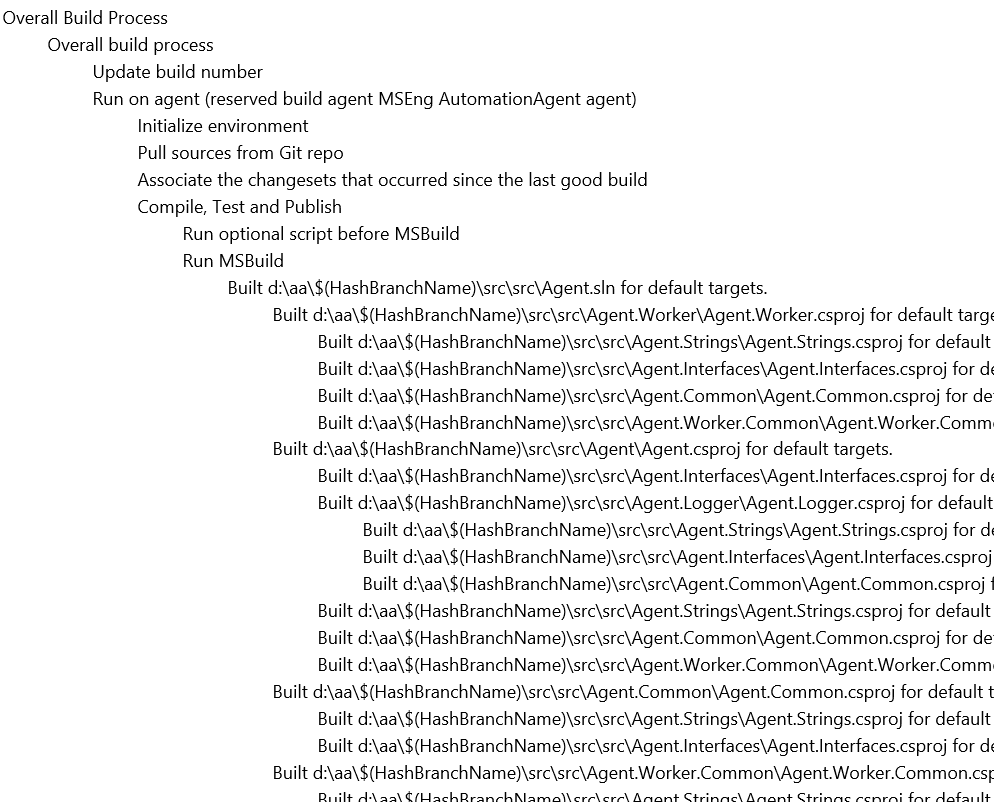 Overall Build Process
Overall build process
Update build number
Run on agent (reserved build agent MSEng AutomationAgent agent)
Initialize environment
Pull sources from Git repo
Associate the changesets that occurred since the last good build
Compile, Test and Publish
Run optional script before MSBuild
Run MSBuild
Built d:\aa\$(HashBranchName)\src\src\Agent.sln for default targets.
Built d:\aa\$(HashBranchName)\src\src\Agent.Worker\Agent.Worker.csproj for default
Built d:\aa\$(HashBranchName)\src\src\Agent.Strings\Agent.Strings.csproj for default
Built d:\aa\$(HashBranchName)\src\src\Agent.Interfaces\Agent.Interfaces.csproj for
Built d:\aa\$(HashBranchName)\src\src\Agent.Common\Agent.Common.csproj for
Built d:\aa\$(HashBranchName)\src\src\Agent.Worker.Common\Agent.Worker.Comm
Built d:\aa\$(HashBranchName)\src\src\Agent\Agent.csproj for default targets.
Built d:\aa\$(HashBranchName)\src\src\Agent.Interfaces\Agent.Interfaces.csproj for
Built d:\aa\$(HashBranchName)\src\src\Agent.Logger\Agent.Logger.csproj for default
Built d:\aa\$(HashBranchName)\src\src\Agent.Strings\Agent.Strings.csproj for
Built d:\aa\$(HashBranchName)\src\src\Agent.Interfaces\Agent.Interfaces.csproj
Built d:\aa\$(HashBranchName)\src\src\Agent.Common\Agent.Common.csproj
Built d:\aa\$(HashBranchName)\src\src\Agent.Strings\Agent.Strings.csproj for default
Built d:\aa\$(HashBranchName)\src\src\Agent.Common\Agent.Common.csproj for
Built d:\aa\$(HashBranchName)\src\src\Agent.Worker.Common\Agent.Worker.Comm
Built d:\aa\$(HashBranchName)\src\src\Agent.Common\Agent.Common.csproj for default
Built d:\aa\$(HashBranchName)\src\src\Agent.Strings\Agent.Strings.csproj for default
Built d:\aa\$(HashBranchName)\src\src\Agent.Interfaces\Agent.Interfaces.csproj for
Built d:\aa\$(HashBranchName)\src\src\Agent.Worker.Common\Agent.Worker.Common.csp
Built d:\aa\$(HashBranchName)\src\src\Agent.Strings\Agent.Strings.csproj for default